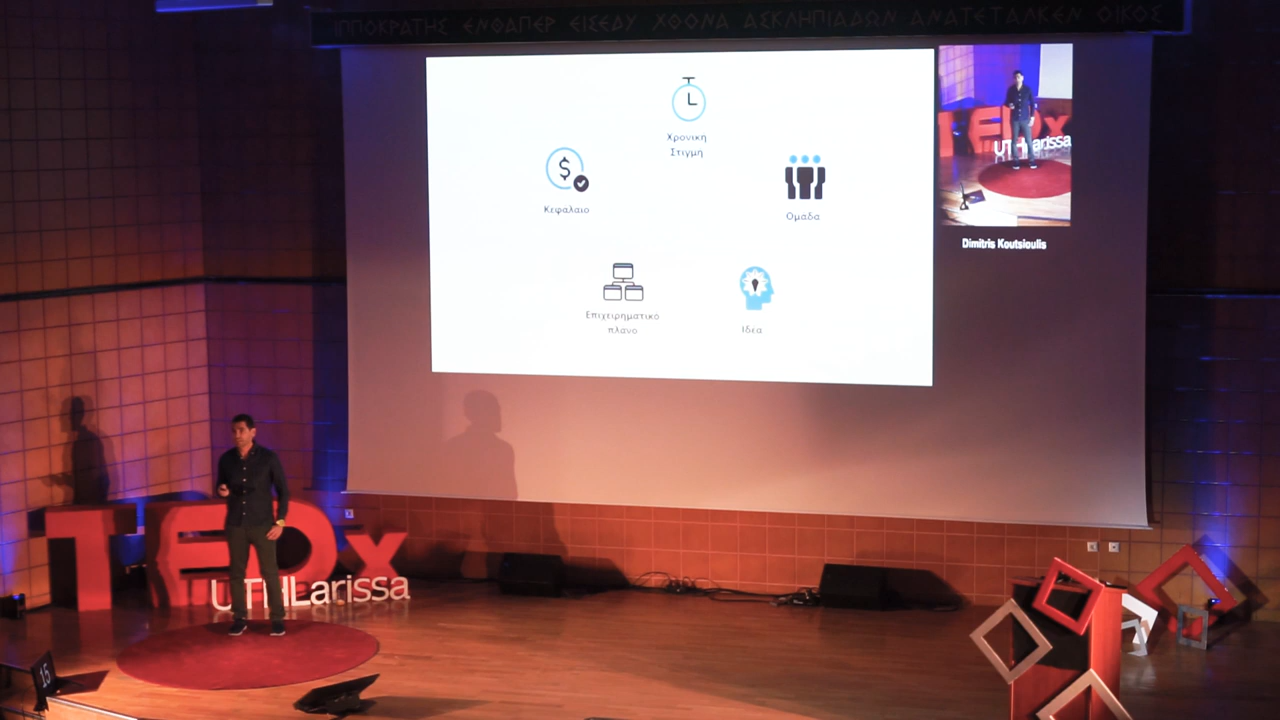 ΙΠΠΟΚΡΑΤΗΣ ΕΝΘΑΠΕΡ ΕΙΣΕΔΥ ΧΘΟΝΑ ΑΣΚΛΗΠΙΑΔΩΝ ΑΝΑΤΕΤΑΛΚΕΝ ΟΙΚΟΣ
Χρονικη
Στιγμη
Κεφαλαιο
Ομαδα
Επιχειρηματικο
πλανο
Ιδεα
TEDx
UTHLarissa
Dimitris Koutsioulis
TEDx
UTHLarissa
15